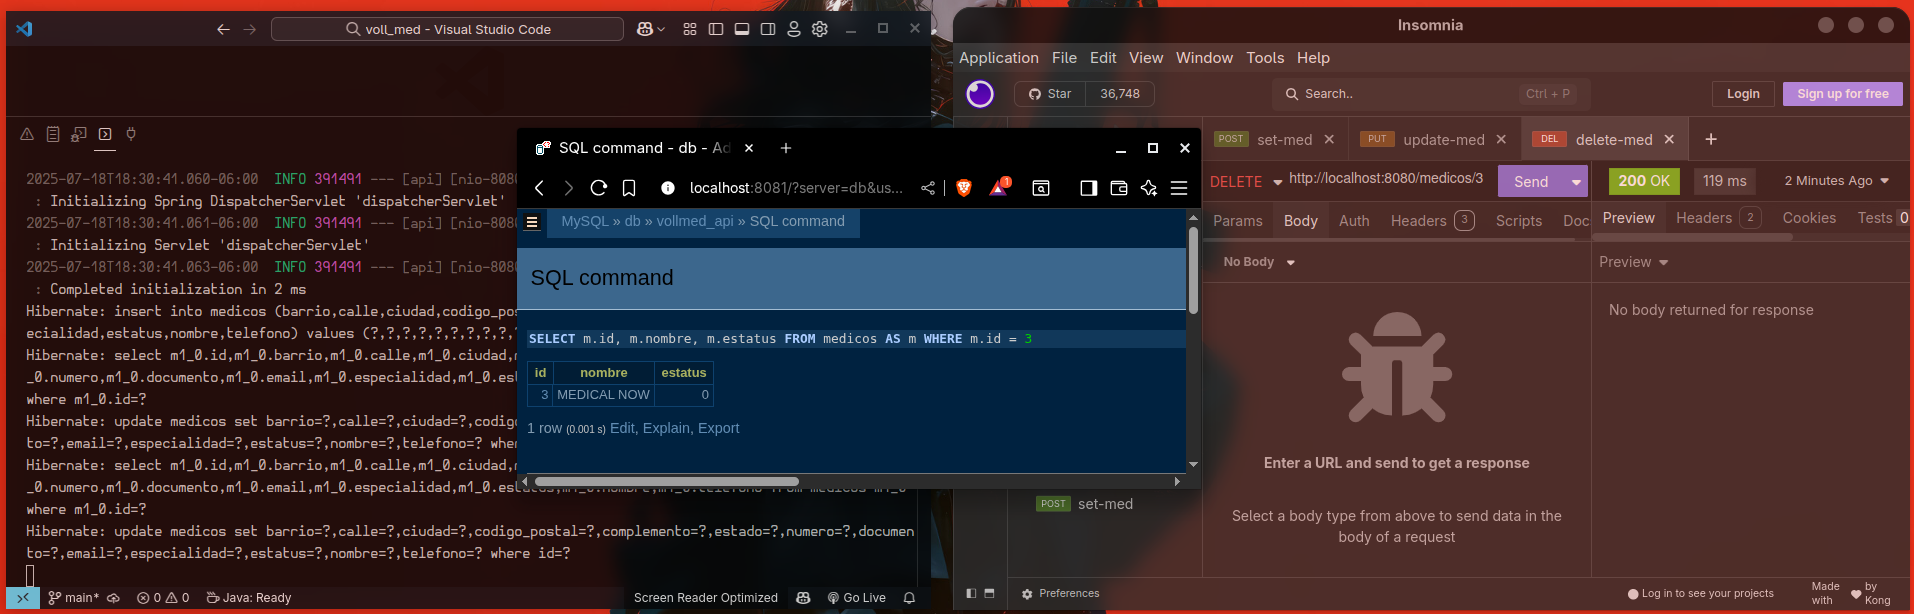 voll_med - Visual Studio Code
2025-07-18T18:30:41.060-06:00  INFO 391491 --- [api] [nio-808
 : Initializing Spring DispatcherServlet 'dispatcherServlet'
2025-07-18T18:30:41.061-06:00  INFO 391491 --- [api] [nio-808
 : Initializing Servlet 'dispatcherServlet'
2025-07-18T18:30:41.063-06:00  INFO 391491 --- [api] [nio-808
 : Completed initialization in 2 ms
Hibernate: insert into medicos (barrio,calle,ciudad,codigo_pos
ecialidad,estatus,nombre,telefono) values (?,?,?,?,?,?,?,?,?,
Hibernate: select m1_0.id,m1_0.barrio,m1_0.calle,m1_0.ciudad,
_0.numero,m1_0.documento,m1_0.email,m1_0.especialidad,m1_0.est
where m1_0.id=?
Hibernate: update medicos set barrio=?,calle=?,ciudad=?,codigo
to=?,email=?,especialidad=?,estatus=?,nombre=?,telefono=? wher
Hibernate: select m1_0.id,m1_0.barrio,m1_0.calle,m1_0.ciudad,
_0.numero,m1_0.documento,m1_0.email,m1_0.especialidad,m1_0.estatus,m1_0.nombre,m1_0.telefono from medicos m1_0
where m1_0.id=?
Hibernate: update medicos set barrio=?,calle=?,ciudad=?,codigo_postal=?,complemento=?,estado=?,numero=?,documen
to=?,email=?,especialidad=?,estatus=?,nombre=?,telefono=? where id=?
main*
0 0
Java: Ready
Screen Reader Optimized
Go Live
SQL command - db - Ad
localhost:8081/?server=db&us...
1
MySQL » db » vollmed_api » SQL command
SQL command
SELECT m.id, m.nombre, m.estatus FROM medicos AS m WHERE m.id = 3
id nombre estatus
3 MEDICAL NOW 0
1 row (0.001 s) Edit, Explain, Export
Insomnia
Application File Edit View Window Tools Help
Star 36,748
Search..
Ctrl + P
Login
Sign up for free
POST set-med
PUT update-med
DEL delete-med
DELETE
http://localhost:8080/medicos/3
Send
200 OK
119 ms
2 Minutes Ago
Params Body Auth Headers 3 Scripts Doc
Preview Headers 2 Cookies Tests 0
No Body
Preview
No body returned for response
Enter a URL and send to get a response
Select a body type from above to send data in the
body of a request
POST set-med
Preferences
Log in to see your projects
Made with
by Kong